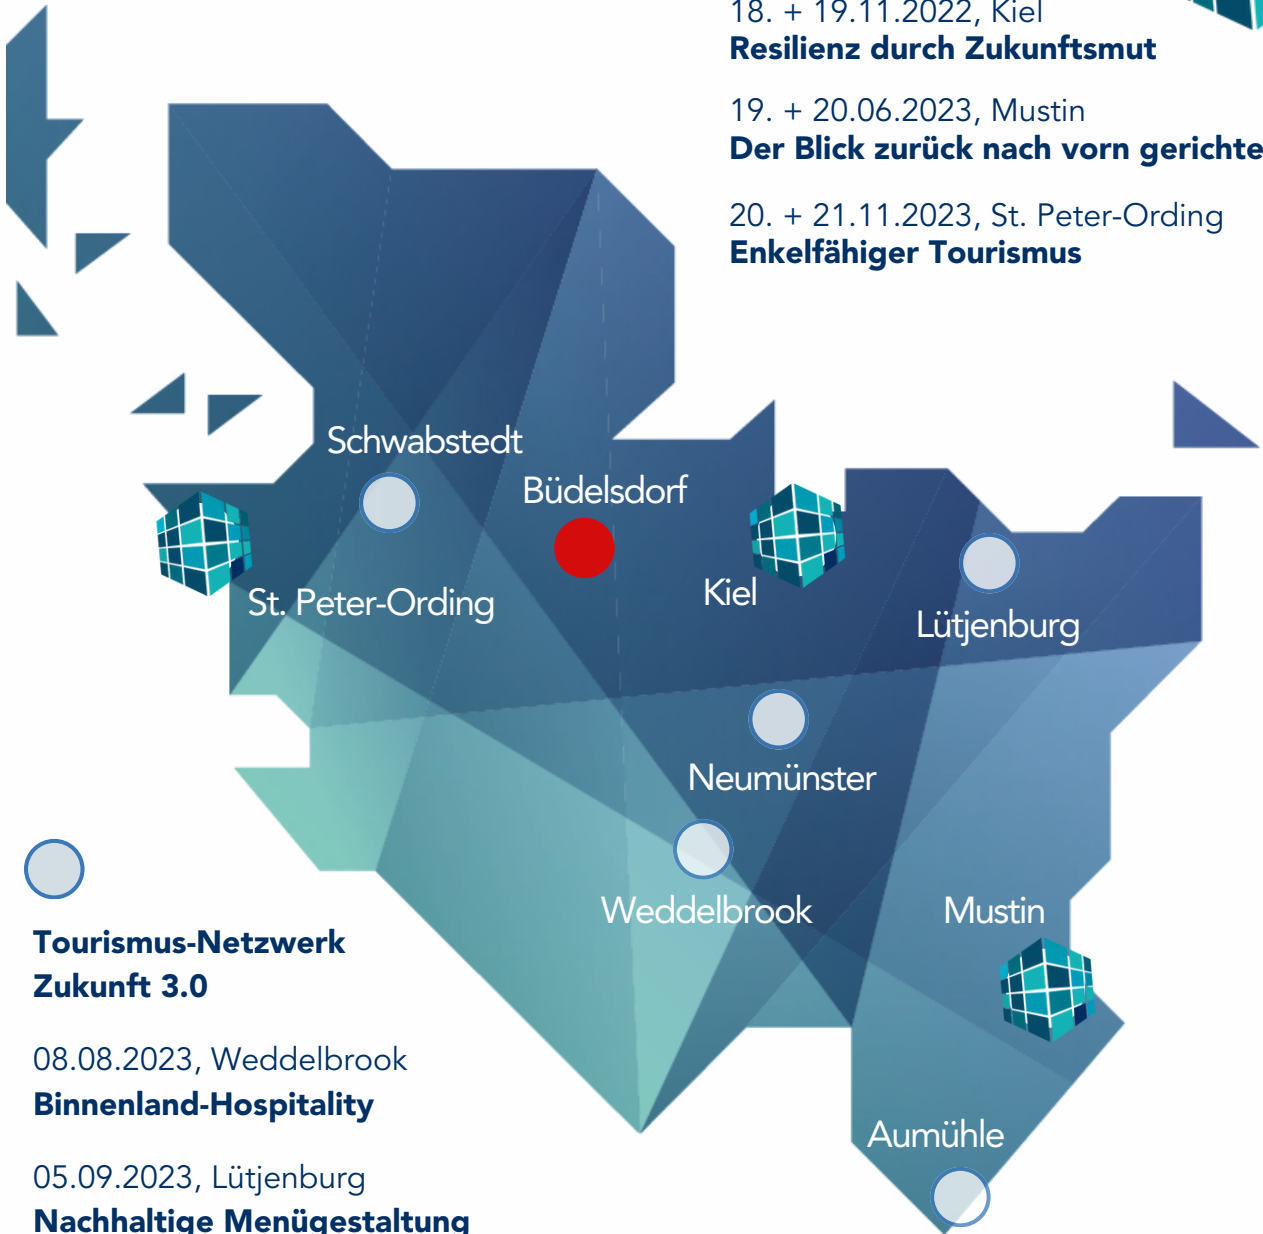 18. + 19.11.2022, Kiel
Resilienz durch Zukunftsmut
19. + 20.06.2023, Mustin
Der Blick zurück nach vorn gerichte
20. + 21.11.2023, St. Peter-Ording
Enkelfähiger Tourismus
Schwabstedt
Büdelsdorf
St. Peter-Ording
Kiel
Lütjenburg
Neumünster
Weddelbrook
Mustin
Aumühle
Tourismus-Netzwerk
Zukunft 3.0
08.08.2023, Weddelbrook
Binnenland-Hospitality
05.09.2023, Lütjenburg
Nachhaltige Menügestaltung